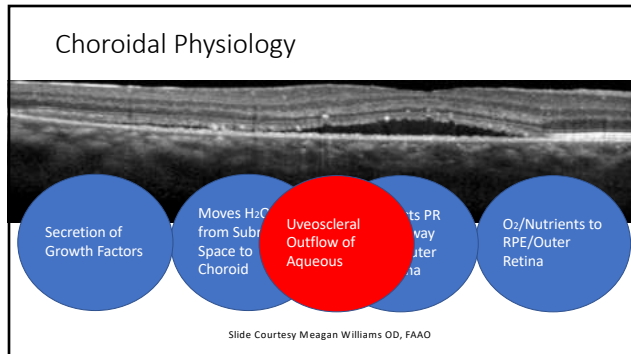 Choroidal Physiology
Secretion of
Growth Factors
Moves H2O
from Subr
Space to
Choroid
Uveoscleral
Outflow of
Aqueous
cts PR
way
uter
na
O2/Nutrients to
RPE/Outer
Retina
Slide Courtesy Meagan Williams OD, FAAO